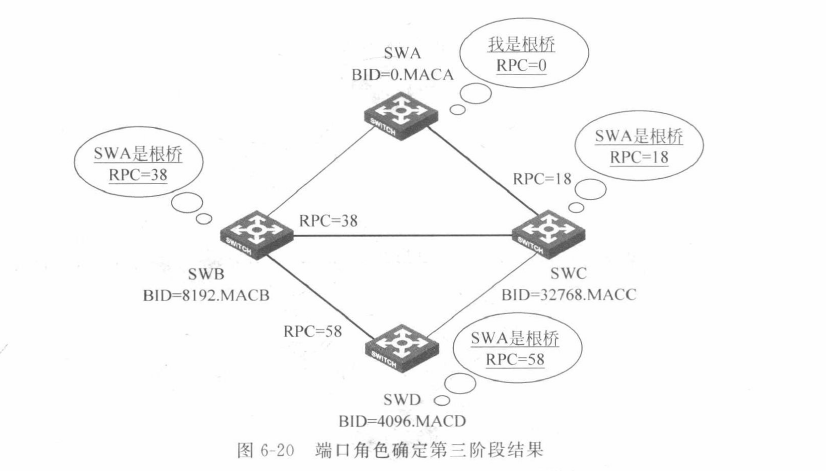 SWA
BID=0.MACA
我是根桥
RPC=0
SWA是根桥
RPC=38
SWA是根桥
RPC=18
RPC=18
RPC=38
SWITCH
SWITCH
SWITCH
SWB
BID=8192.MACB
SWC
BID=32768.MACC
RPC=58
SWITCH
SWA是根桥
RPC=58
SWD
BID=4096.MACD
图 6-20 端口角色确定第三阶段结果